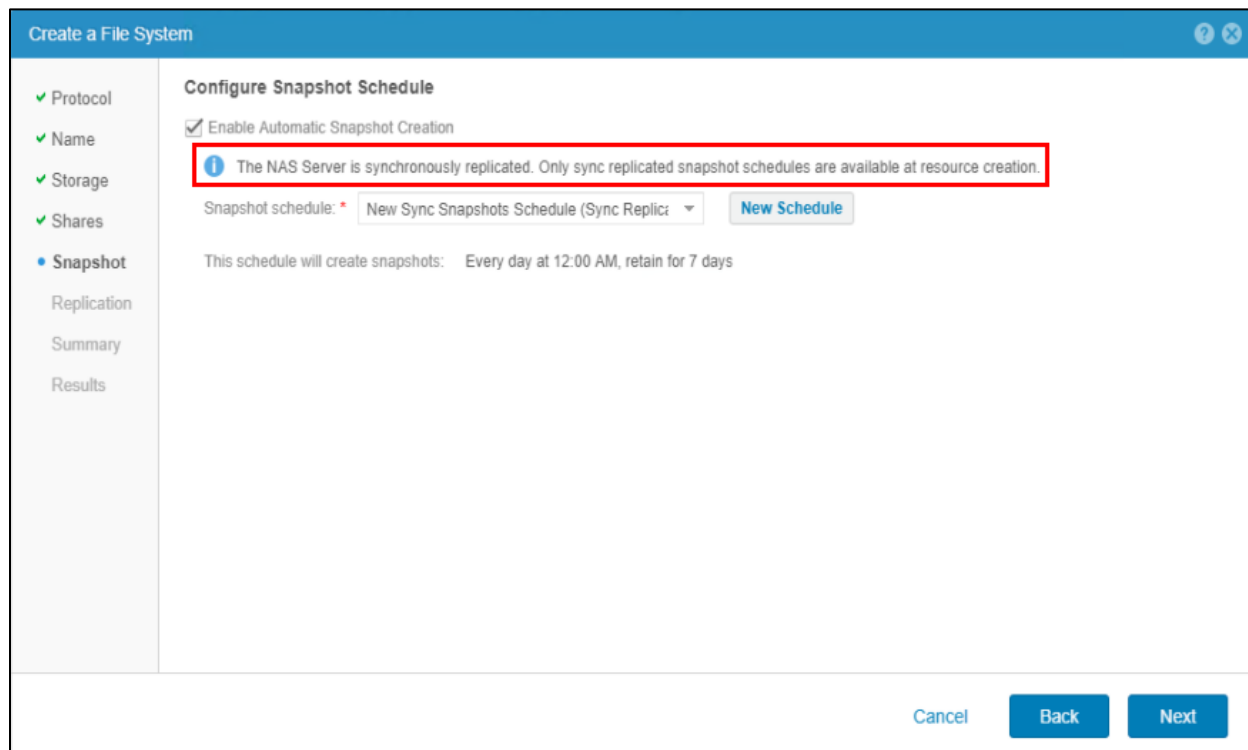 Create a File System
Protocol
Name
Storage
Shares
Snapshot
Replication
Summary
Results
Configure Snapshot Schedule
Enable Automatic Snapshot Creation
The NAS Server is synchronously replicated. Only sync replicated snapshot schedules are available at resource creation.
Snapshot schedule: * New Sync Snapshots Schedule (Sync Replica New Schedule
This schedule will create snapshots: Every day at 12:00 AM, retain for 7 days
Cancel Back Next